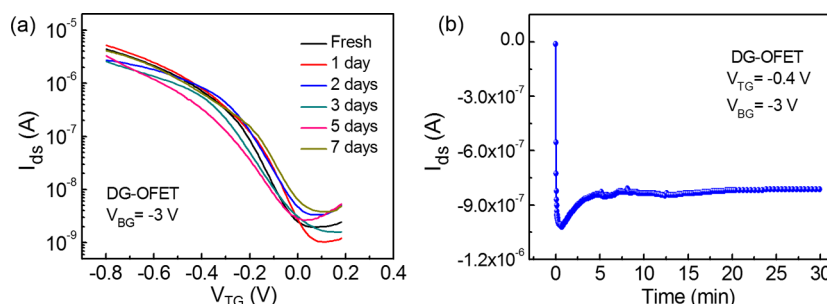 (a)
10⁻⁵
10⁻⁶
10⁻⁷
10⁻⁸
10⁻⁹
I_ds (A)
Fresh
1 day
2 days
3 days
5 days
7 days
DG-OFET
V_BG= -3 V
-0.8 -0.6 -0.4 -0.2 0.0 0.2 0.4
V_TG (V)
(b)
0.0
-3.0x10⁻⁷
-6.0x10⁻⁷
-9.0x10⁻⁷
-1.2x10⁻⁶
I_ds (A)
DG-OFET
V_TG= -0.4 V
V_BG= -3 V
0 5 10 15 20 25 30
Time (min)